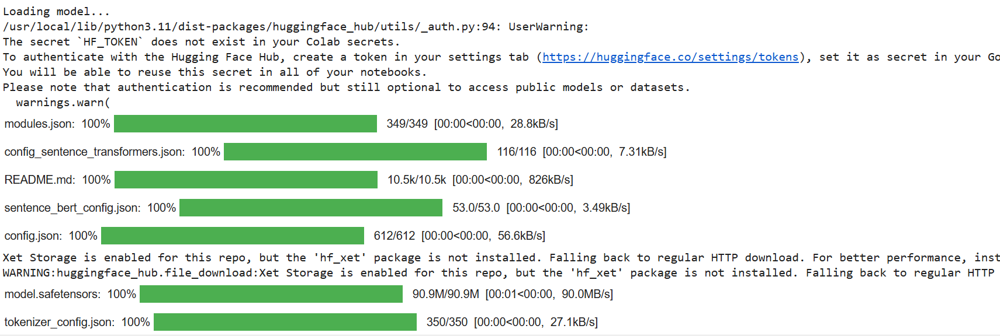 Loading model...
/usr/local/lib/python3.11/dist-packages/huggingface_hub/utils/_auth.py:94: UserWarning:
The secret `HF_TOKEN` does not exist in your Colab secrets.
To authenticate with the Hugging Face Hub, create a token in your settings tab (https://huggingface.co/settings/tokens), set it as secret in your Go
You will be able to reuse this secret in all of your notebooks.
Please note that authentication is recommended but still optional to access public models or datasets.
  warnings.warn(
modules.json: 100% 349/349 [00:00<00:00, 28.8kB/s]
config_sentence_transformers.json: 100% 116/116 [00:00<00:00, 7.31kB/s]
README.md: 100% 10.5k/10.5k [00:00<00:00, 826kB/s]
sentence_bert_config.json: 100% 53.0/53.0 [00:00<00:00, 3.49kB/s]
config.json: 100% 612/612 [00:00<00:00, 56.6kB/s]
Xet Storage is enabled for this repo, but the 'hf_xet' package is not installed. Falling back to regular HTTP download. For better performance, inst
WARNING:huggingface_hub.file_download:Xet Storage is enabled for this repo, but the 'hf_xet' package is not installed. Falling back to regular HTTP
model.safetensors: 100% 90.9M/90.9M [00:01<00:00, 90.0MB/s]
tokenizer_config.json: 100% 350/350 [00:00<00:00, 27.1kB/s]